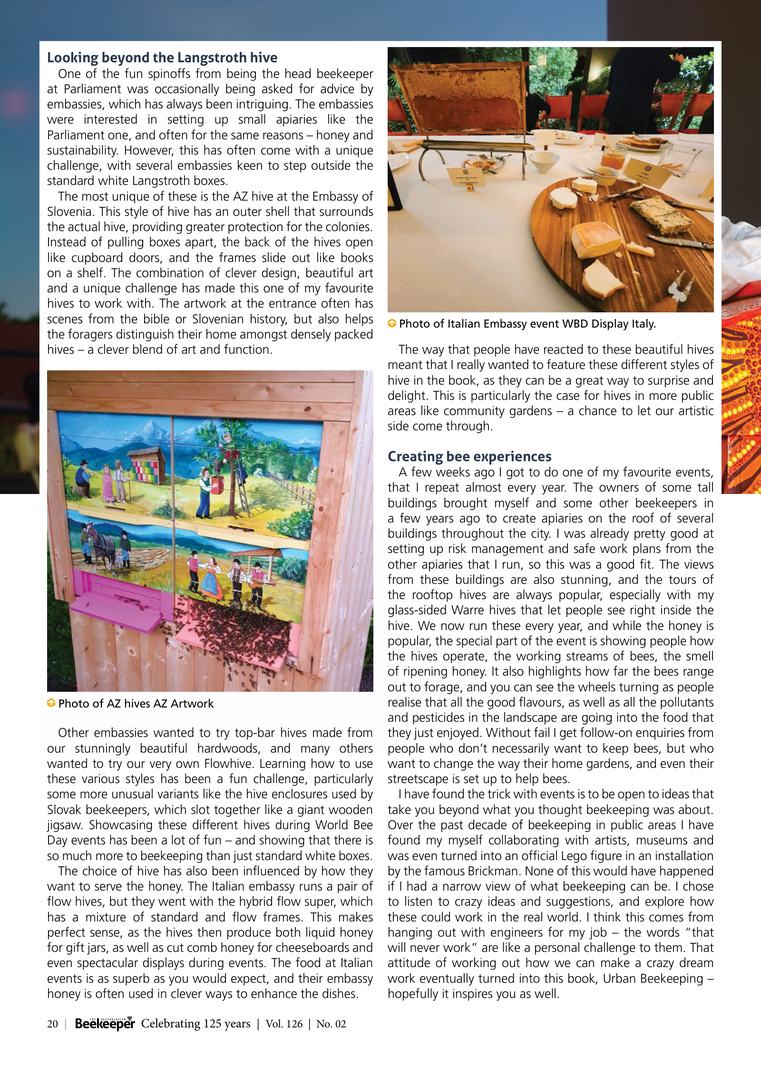 Looking beyond the Langstroth hive
One of the fun spinoffs from being the head beekeeper
at Parliament was occasionally being asked for advice by
embassies, which has always been intriguing. The embassies
were interested in setting up small apiaries like the
Parliament one, and often for the same reasons – honey and
sustainability. However, this has often come with a unique
challenge, with several embassies keen to step outside the
standard white Langstroth boxes.
The most unique of these is the AZ hive at the Embassy of
Slovenia. This style of hive has an outer shell that surrounds
the actual hive, providing greater protection for the colonies.
Instead of pulling boxes apart, the back of the hives open
like cupboard doors, and the frames slide out like books
on a shelf. The combination of clever design, beautiful art
and a unique challenge has made this one of my favourite
hives to work with. The artwork at the entrance often has
scenes from the bible or Slovenian history, but also helps
the foragers distinguish their home amongst densely packed
hives – a clever blend of art and function.
Photo of AZ hives AZ Artwork
Other embassies wanted to try top-bar hives made from
our stunningly beautiful hardwoods, and many others
wanted to try our very own Flowhive. Learning how to use
these various styles has been a fun challenge, particularly
some more unusual variants like the hive enclosures used by
Slovak beekeepers, which slot together like a giant wooden
jigsaw. Showcasing these different hives during World Bee
Day events has been a lot of fun – and showing that there is
so much more to beekeeping than just standard white boxes.
The choice of hive has also been influenced by how they
want to serve the honey. The Italian embassy runs a pair of
flow hives, but they went with the hybrid flow super, which
has a mixture of standard and flow frames. This makes
perfect sense, as the hives then produce both liquid honey
for gift jars, as well as cut comb honey for cheeseboards and
even spectacular displays during events. The food at Italian
events is as superb as you would expect, and their embassy
honey is often used in clever ways to enhance the dishes.
Photo of Italian Embassy event WBD Display Italy.
The way that people have reacted to these beautiful hives
meant that I really wanted to feature these different styles of
hive in the book, as they can be a great way to surprise and
delight. This is particularly the case for hives in more public
areas like community gardens – a chance to let our artistic
side come through.
Creating bee experiences
A few weeks ago I got to do one of my favourite events,
that I repeat almost every year. The owners of some tall
buildings brought myself and some other beekeepers in
a few years ago to create apiaries on the roof of several
buildings throughout the city. I was already pretty good at
setting up risk management and safe work plans from the
other apiaries that I run, so this was a good fit. The views
from these buildings are also stunning, and the tours of
the rooftop hives are always popular, especially with my
glass-sided Warre hives that let people see right inside the
hive. We now run these every year, and while the honey is
popular, the special part of the event is showing people how
the hives operate, the working streams of bees, the smell
of ripening honey. It also highlights how far the bees range
out to forage, and you can see the wheels turning as people
realise that all the good flavours, as well as all the pollutants
and pesticides in the landscape are going into the food that
they just enjoyed. Without fail I get follow-on enquiries from
people who don't necessarily want to keep bees, but who
want to change the way their home gardens, and even their
streetscape is set up to help bees.
I have found the trick with events is to be open to ideas that
take you beyond what you thought beekeeping was about.
Over the past decade of beekeeping in public areas I have
found my myself collaborating with artists, museums and
was even turned into an official Lego figure in an installation
by the famous Brickman. None of this would have happened
if I had a narrow view of what beekeeping can be. I chose
to listen to crazy ideas and suggestions, and explore how
these could work in the real world. I think this comes from
hanging out with engineers for my job – the words "that
will never work" are like a personal challenge to them. That
attitude of working out how we can make a crazy dream
work eventually turned into this book, Urban Beekeeping –
hopefully it inspires you as well.
20 | Beekeeper Celebrating 125 years | Vol. 126 | No. 02